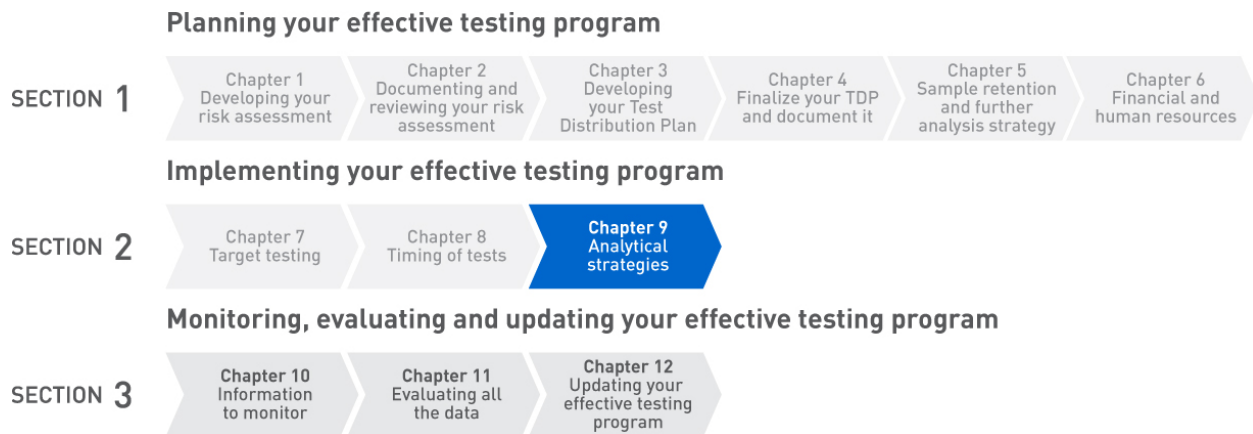 Planning your effective testing program
SECTION 1
Chapter 1
Developing your
risk assessment
Chapter 2
Documenting and
reviewing your risk
assessment
Chapter 3
Developing
your Test
Distribution Plan
Chapter 4
Finalize your TDP
and document it
Chapter 5
Sample retention
and further
analysis strategy
Chapter 6
Financial and
human resources
Implementing your effective testing program
SECTION 2
Chapter 7
Target testing
Chapter 8
Timing of tests
Chapter 9
Analytical
strategies
Monitoring, evaluating and updating your effective testing program
SECTION 3
Chapter 10
Information
to monitor
Chapter 11
Evaluating all
the data
Chapter 12
Updating your
effective testing
program